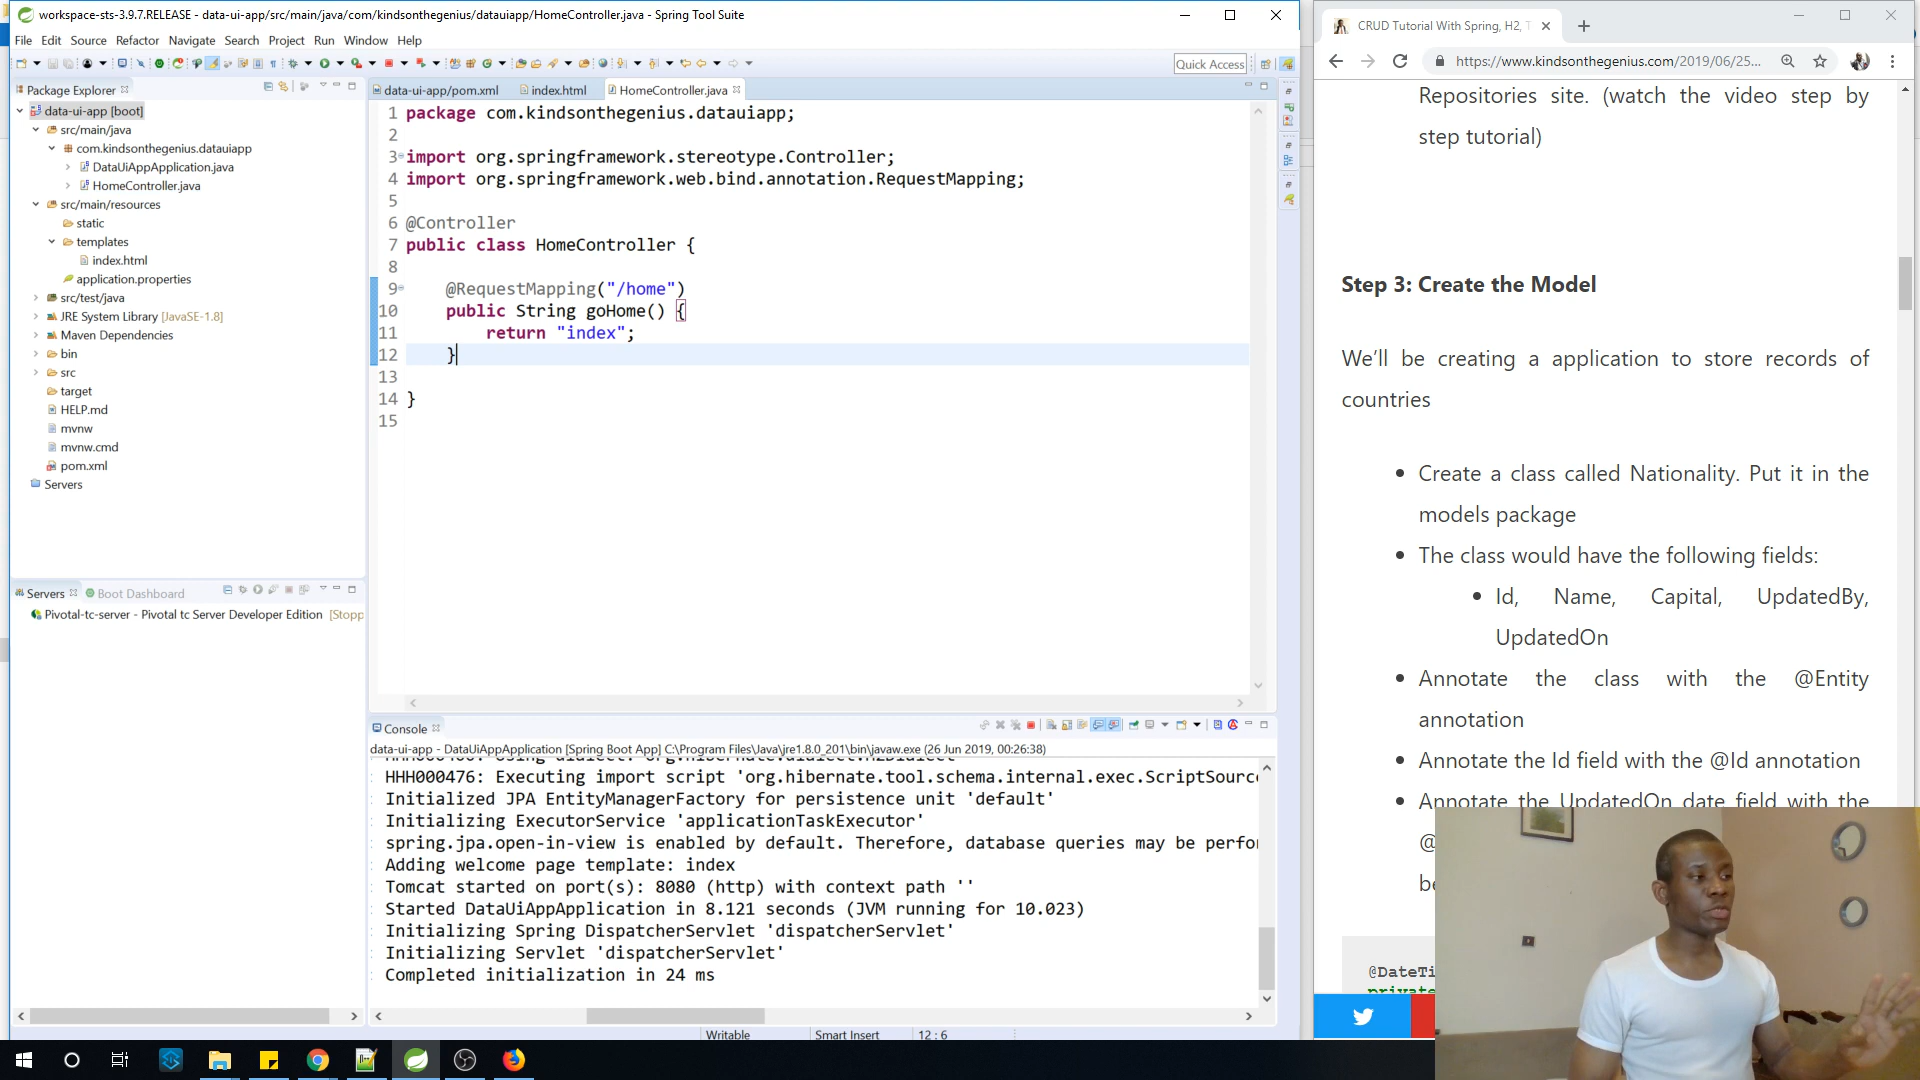 workspace-sts-3.9.7.RELEASE - data-ui-app/src/main/java/com/kindsonthegenius/datauiapp/HomeController.java - Spring Tool Suite
File Edit Source Refactor Navigate Search Project Run Window Help
Quick Access
Package Explorer
data-ui-app [boot]
src/main/java
com.kindsonthegenius.datauiapp
DataUiAppApplication.java
HomeController.java
src/main/resources
static
templates
index.html
application.properties
src/test/java
JRE System Library [JavaSE-1.8]
Maven Dependencies
bin
src
target
HELP.md
mvnw
mvnw.cmd
pom.xml
Servers
Servers Boot Dashboard
Pivotal-tc-server - Pivotal tc Server Developer Edition [Stopp
data-ui-app/pom.xml index.html HomeController.java
1 package com.kindsonthegenius.datauiapp;
2
3 import org.springframework.stereotype.Controller;
4 import org.springframework.web.bind.annotation.RequestMapping;
5
6 @Controller
7 public class HomeController {
8
9 @RequestMapping("/home")
10 public String goHome() {
11 return "index";
12 }
13
14 }
15
Console
data-ui-app - DataUiAppApplication [Spring Boot App] C:\Program Files\Java\jre1.8.0_201\bin\javaw.exe (26 Jun 2019, 00:26:38)
: HHH000476: Executing import script 'org.hibernate.tool.schema.internal.exec.ScriptSource
: Initialized JPA EntityManagerFactory for persistence unit 'default'
: Initializing ExecutorService 'applicationTaskExecutor'
: spring.jpa.open-in-view is enabled by default. Therefore, database queries may be perfor
: Adding welcome page template: index
: Tomcat started on port(s): 8080 (http) with context path ''
: Started DataUiAppApplication in 8.121 seconds (JVM running for 10.023)
: Initializing Spring DispatcherServlet 'dispatcherServlet'
: Initializing Servlet 'dispatcherServlet'
: Completed initialization in 24 ms
Writable Smart Insert 12 : 6
CRUD Tutorial With Spring, H2, T
https://www.kindsonthegenius.com/2019/06/25...
Repositories site. (watch the video step by
step tutorial)
Step 3: Create the Model
We’ll be creating a application to store records of
countries
Create a class called Nationality. Put it in the
models package
The class would have the following fields:
Id, Name, Capital, UpdatedBy,
UpdatedOn
Annotate the class with the @Entity
annotation
Annotate the Id field with the @Id annotation
Annotate the UpdatedOn date field with the
@
be
@DateTi
private